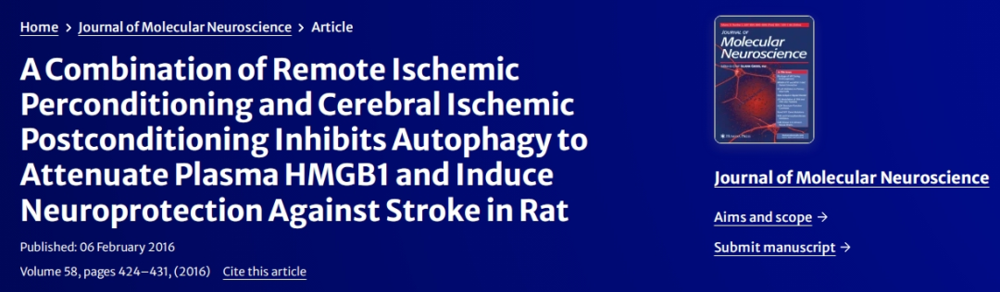 Home > Journal of Molecular Neuroscience > Article
A Combination of Remote Ischemic
Perconditioning and Cerebral Ischemic
Postconditioning Inhibits Autophagy to
Attenuate Plasma HMGB1 and Induce
Neuroprotection Against Stroke in Rat
Published: 06 February 2016
Volume 58, pages 424–431, (2016) Cite this article
JOURNAL OF
Molecular
Neuroscience
Journal of Molecular Neuroscience
Aims and scope →
Submit manuscript →